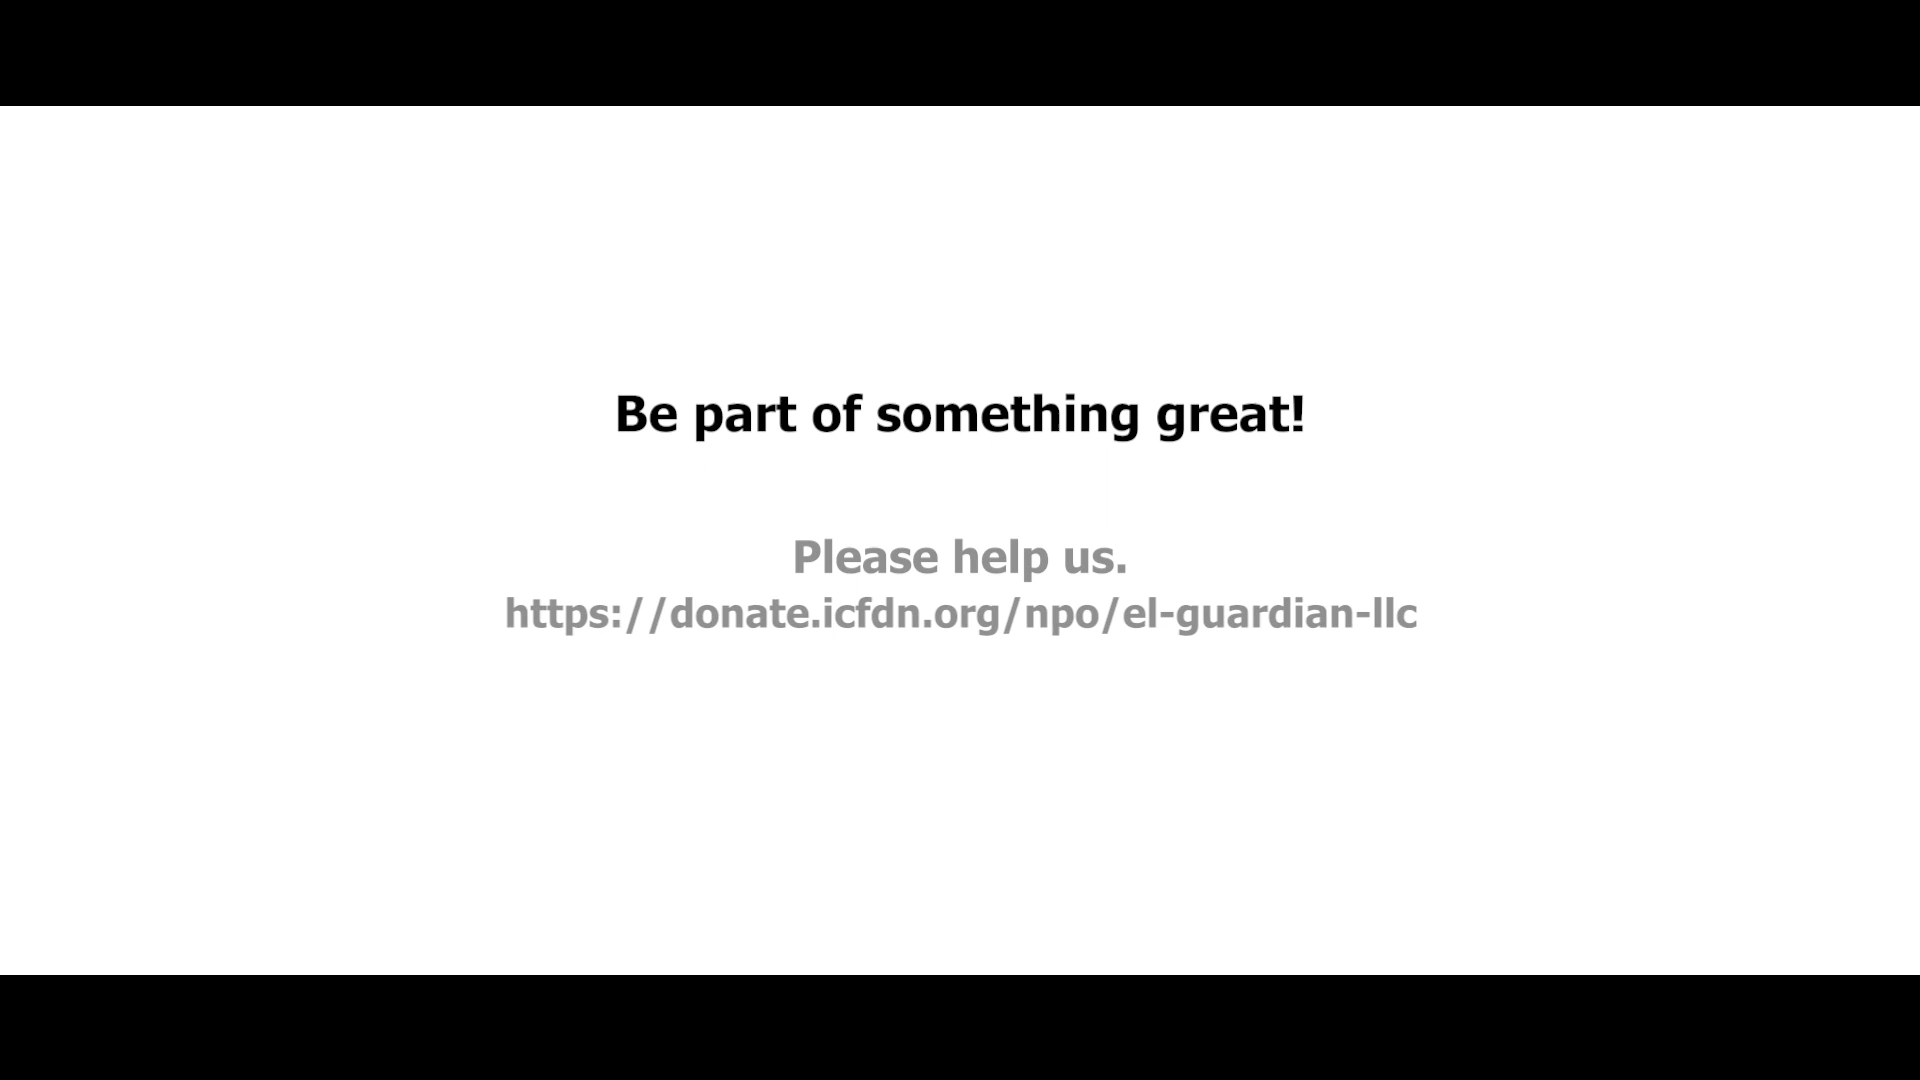 Be part of something great!
Please help us.
https://donate.icfdn.org/npo/el-guardian-llc